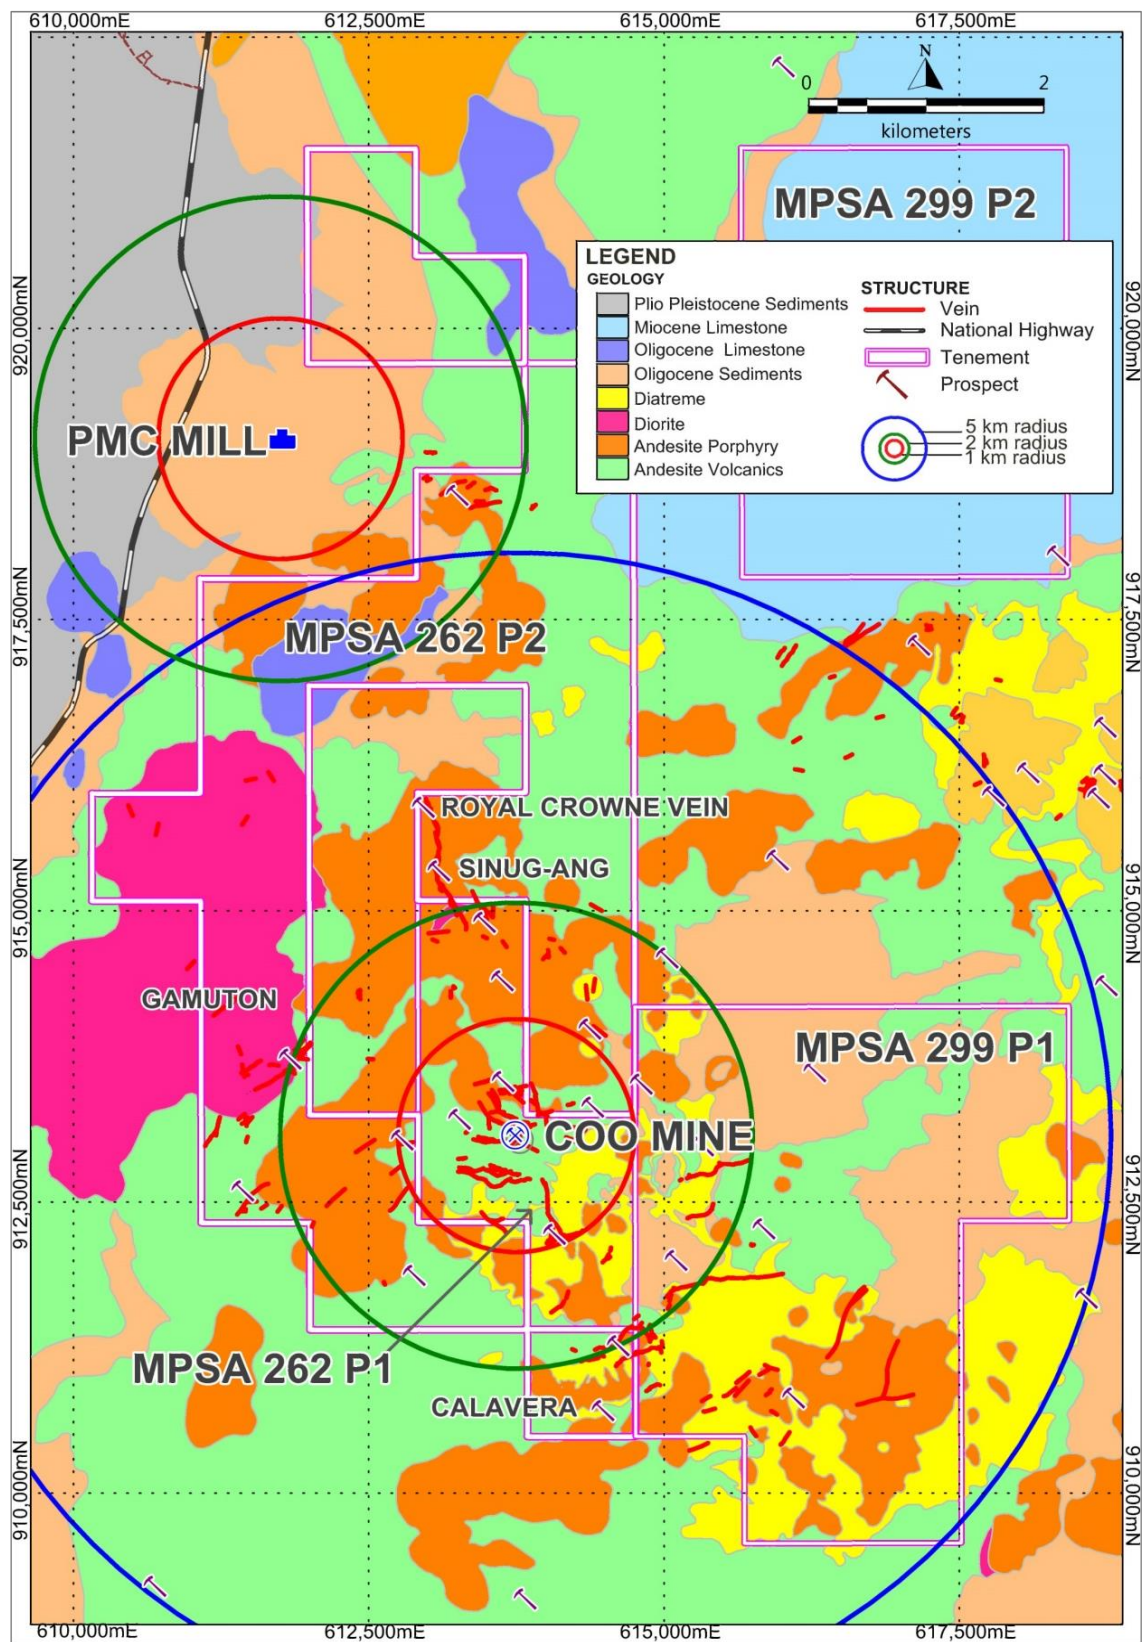 610,000mE 612,500mE 615,000mE 617,500mE
N
0 2
kilometers
MPSA 299 P2
LEGEND
GEOLOGY
Plio Pleistocene Sediments
Miocene Limestone
Oligocene Limestone
Oligocene Sediments
Diatreme
Diorite
Andesite Porphyry
Andesite Volcanics
STRUCTURE
Vein
National Highway
Tenement
Prospect
5 km radius
2 km radius
1 km radius
920,000mN 920,000mN
PMC MILL
917,500mN 917,500mN
MPSA 262 P2
ROYAL CROWNE VEIN
SINUG-ANG
915,000mN 915,000mN
GAMUTON
MPSA 299 P1
COO MINE
912,500mN 912,500mN
MPSA 262 P1
CALAVERA
910,000mN 910,000mN
610,000mE 612,500mE 615,000mE 617,500mE